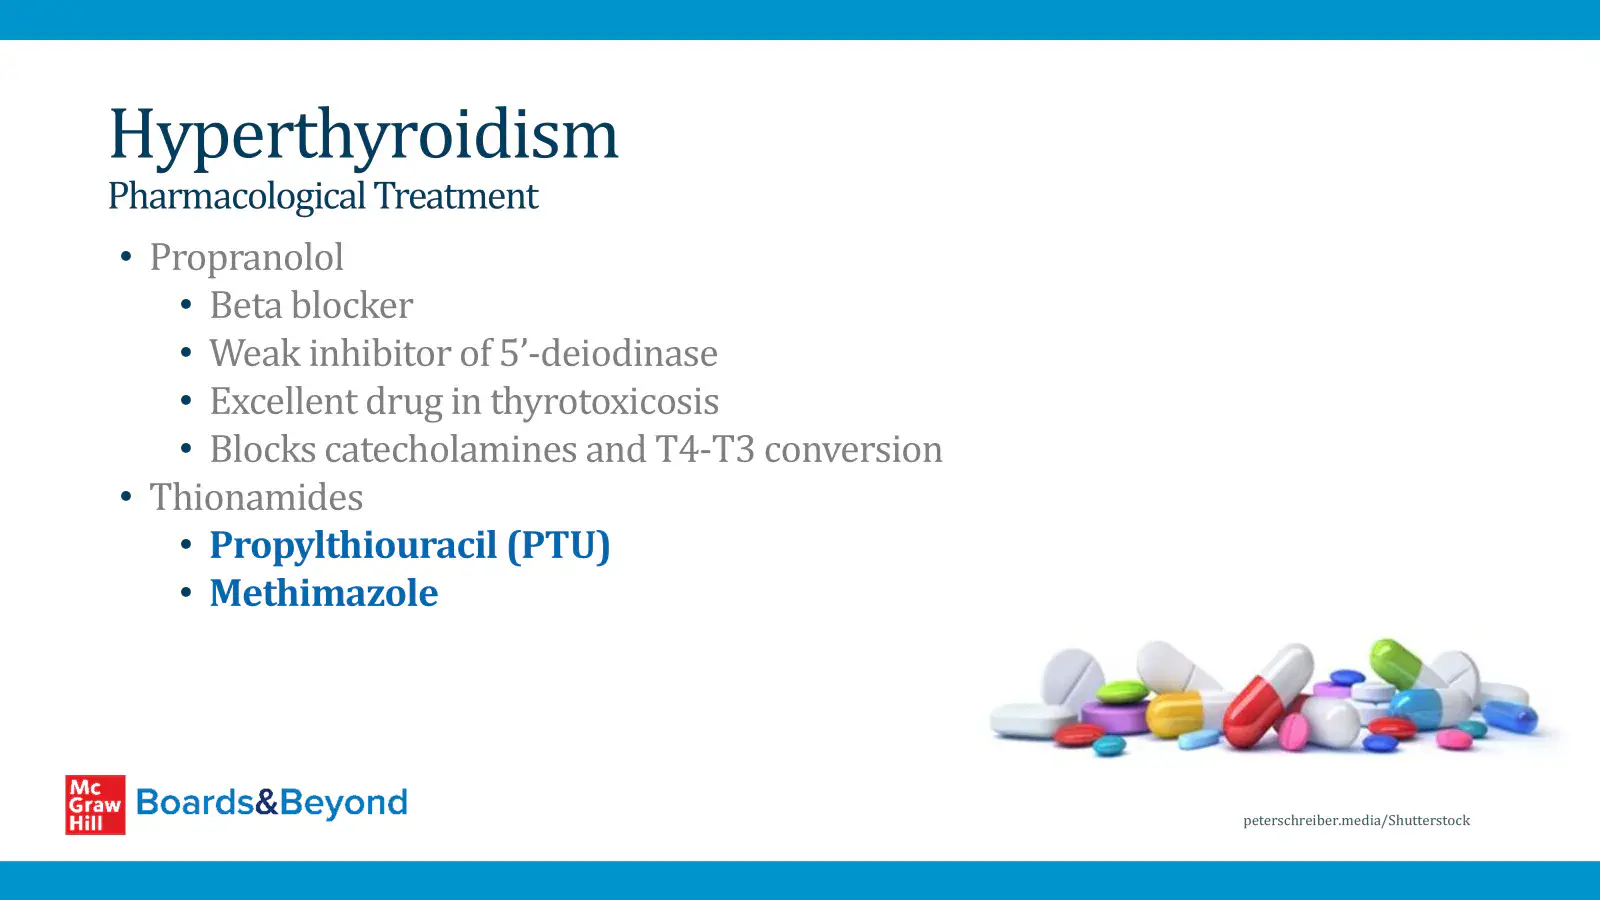 Hyperthyroidism
Pharmacological Treatment
• Propranolol
• Beta blocker
• Weak inhibitor of 5’-deiodinase
• Excellent drug in thyrotoxicosis
• Blocks catecholamines and T4-T3 conversion
• Thionamides
• Propylthiouracil (PTU)
• Methimazole
Mc
Graw
Hill
Boards&Beyond
peterschreiber.media/Shutterstock